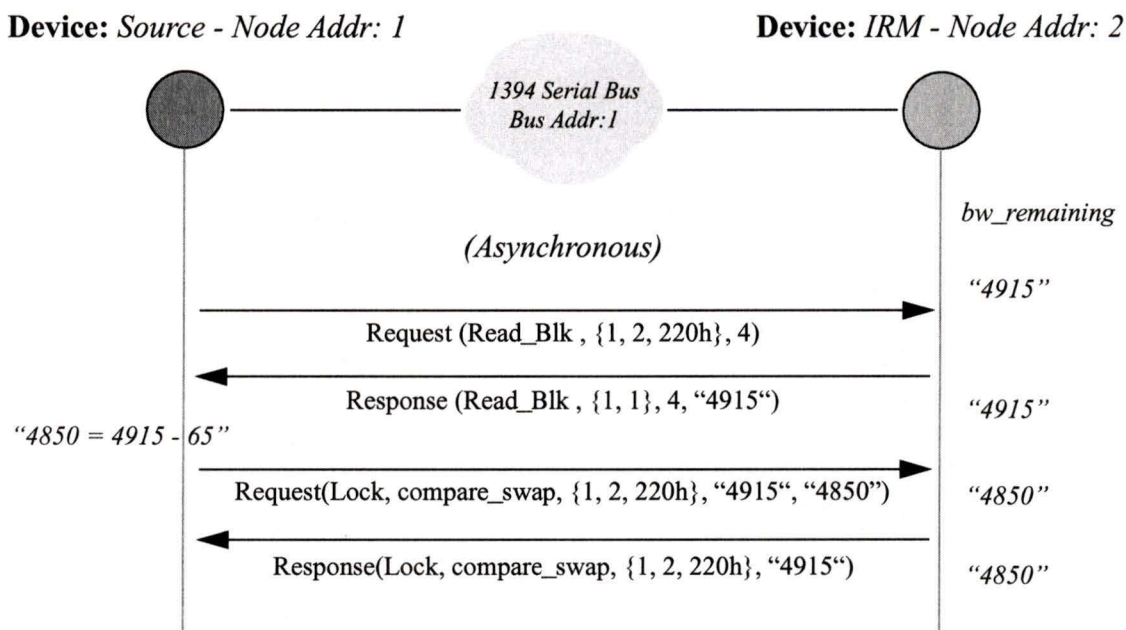 Device: Source - Node Addr: 1
Device: IRM - Node Addr: 2
1394 Serial Bus
Bus Addr:1
bw_remaining
(Asynchronous)
“4915”
Request (Read_Blk , {1, 2, 220h}, 4)
Response (Read_Blk , {1, 1}, 4, “4915“)
“4915”
“4850 = 4915 - 65”
Request(Lock, compare_swap, {1, 2, 220h}, “4915“, “4850”)
“4850”
Response(Lock, compare_swap, {1, 2, 220h}, “4915“)
“4850”